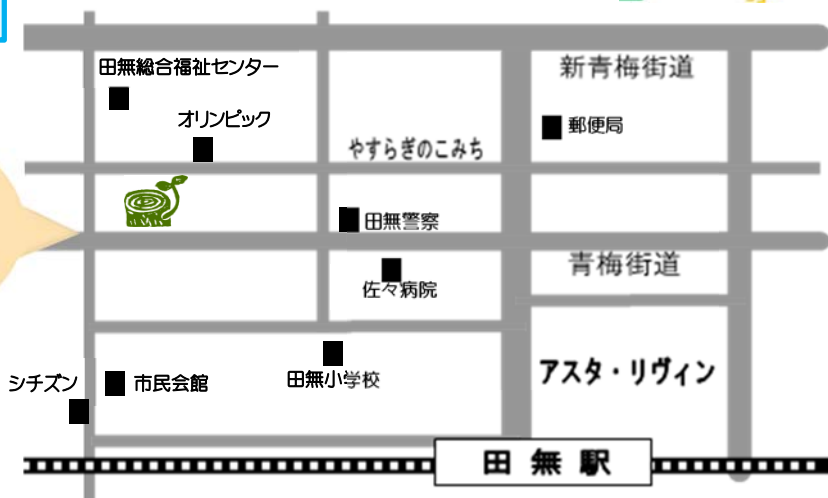 新青梅街道
田無総合福祉センター
オリンピック
郵便局
やすらぎのこみち
田無警察
青梅街道
佐々病院
アスタ・リヴィン
田無小学校
シチズン
市民会館
田無駅